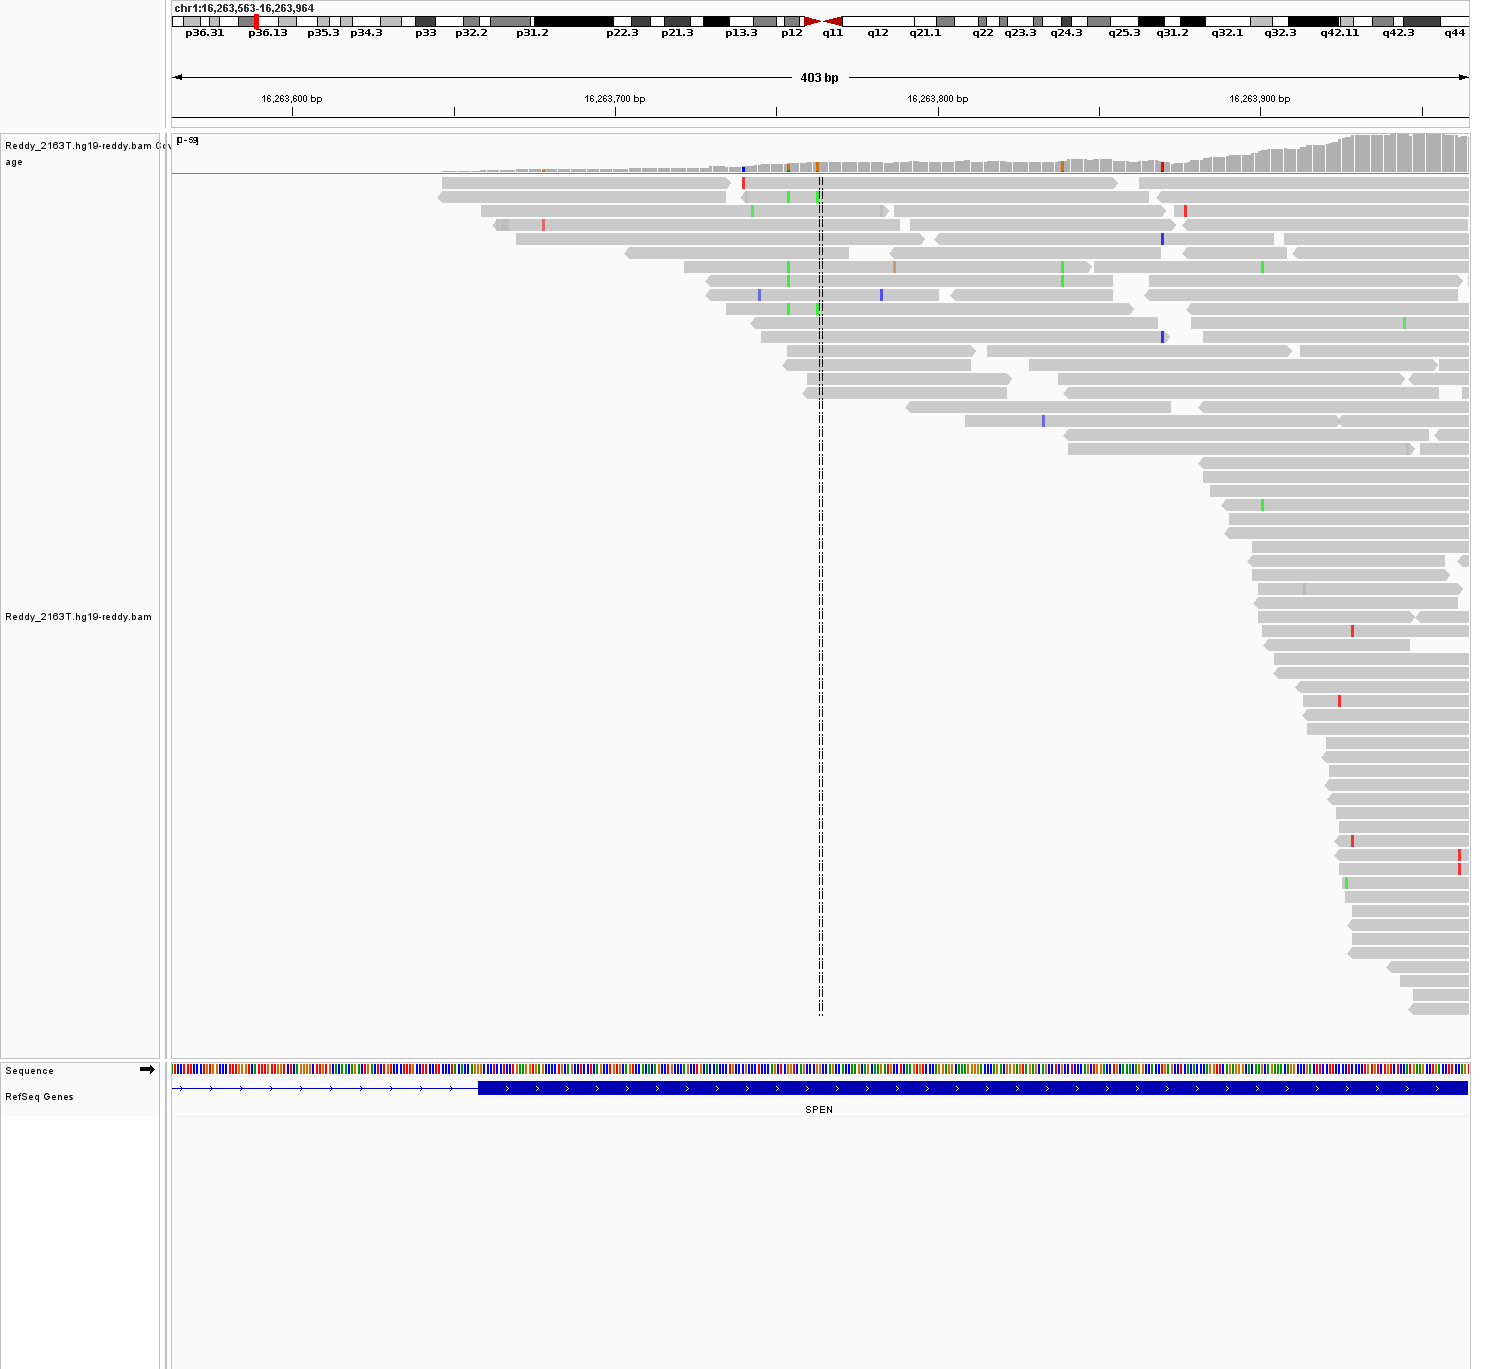 chr1:16,263,563-16,263,964
p36.31 p36.13 p35.3 p34.3 p33 p32.2 p31.2 p22.3 p21.3 p13.3 p12 q11 q12 q21.1 q22 q23.3 q24.3 q25.3 q31.2 q32.1 q32.3 q42.11 q42.3 q44
403 bp
16,263,600 bp 16,263,700 bp 16,263,800 bp 16,263,900 bp
[0 - 59]
Reddy_2163T.hg19-reddy.bam Cov
age
Reddy_2163T.hg19-reddy.bam
Sequence
RefSeq Genes
SPEN